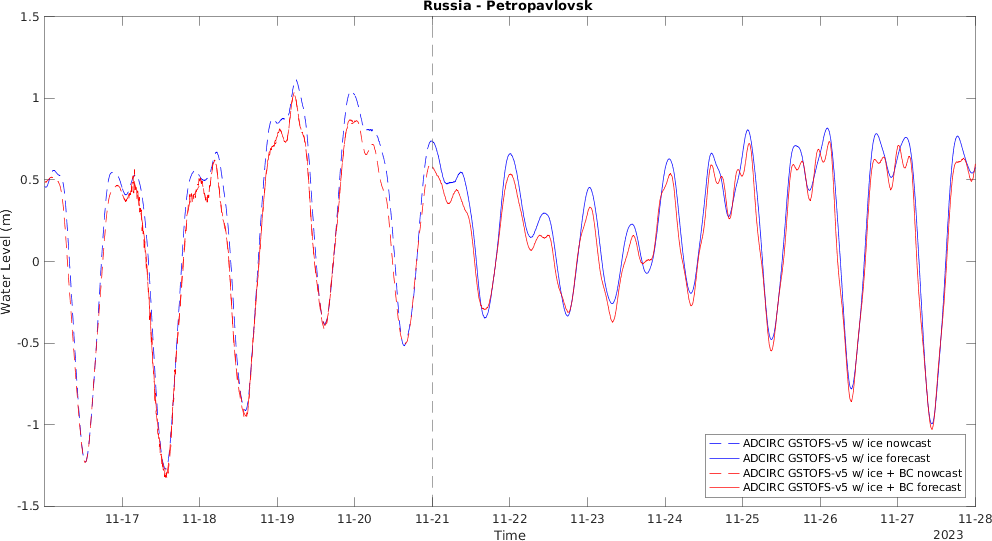 Russia - Petropavlovsk
1.5
1
0.5
0
-0.5
-1
-1.5
Water Level (m)
ADCIRC GSTOFS-v5 w/ ice nowcast
ADCIRC GSTOFS-v5 w/ ice forecast
ADCIRC GSTOFS-v5 w/ ice + BC nowcast
ADCIRC GSTOFS-v5 w/ ice + BC forecast
11-17 11-18 11-19 11-20 11-21 11-22 11-23 11-24 11-25 11-26 11-27 11-28
Time
2023